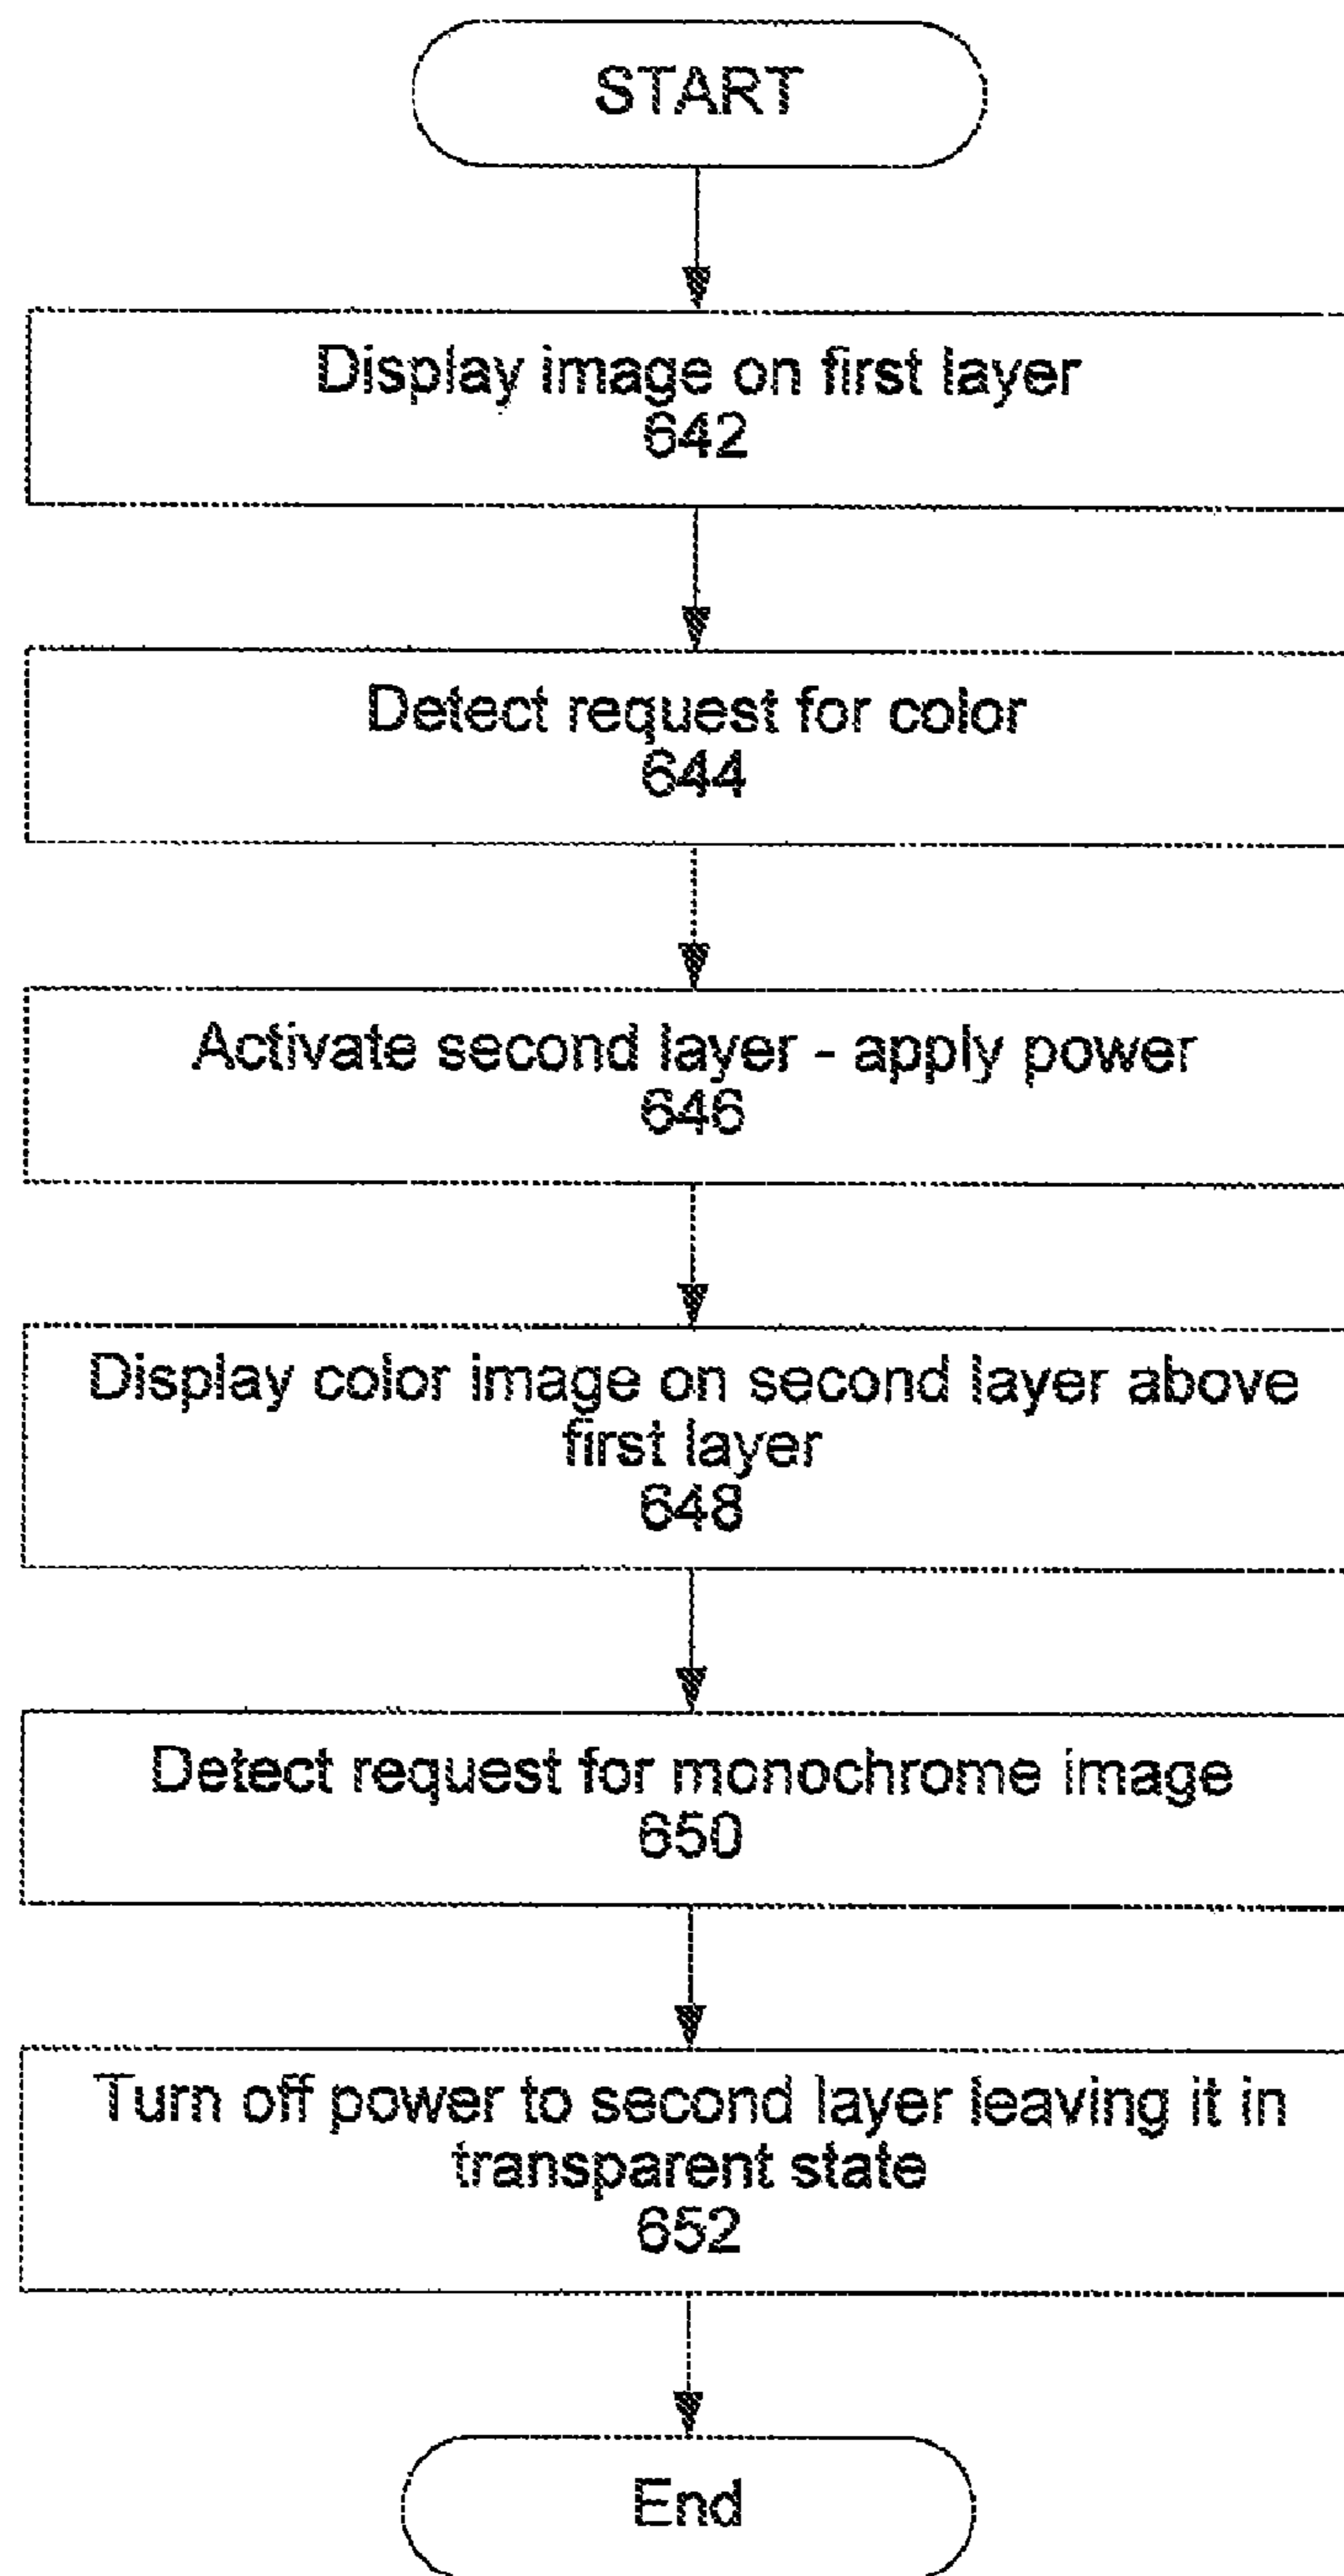 START
Display image on first layer
642
Detect request for color
644
Activate second layer - apply power
646
Display color image on second layer above
first layer
648
Detect request for monochrome image
650
Turn off power to second layer leaving it in
transparent state
652
End